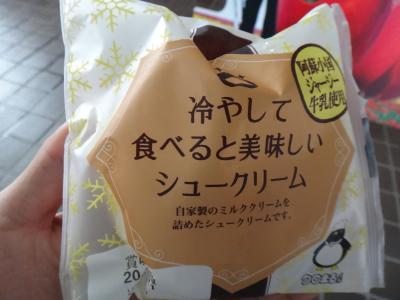 阿蘇小国
ジャージー
牛乳使用
冷やして
食べると美味しい
シュークリーム
自家製のミルククリームを
詰めたシュークリームです。
賞
20